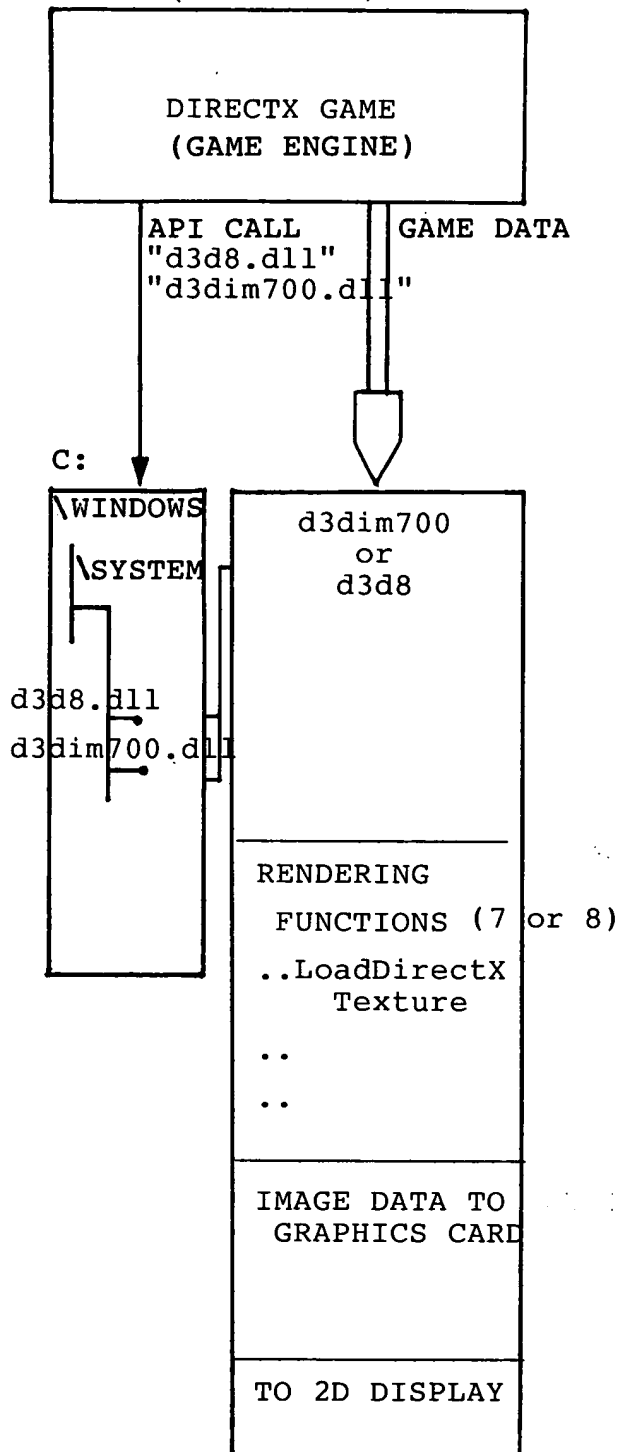 DIRECTX GAME
(GAME ENGINE)
API CALL
"d3d8.dll"
"d3dim700.dll"
GAME DATA
C:
\WINDOWS
\SYSTEM
d3d8.dll
d3dim700.dll
d3dim700
or
d3d8
RENDERING
FUNCTIONS (7 or 8)
..LoadDirectX
Texture
..
..
IMAGE DATA TO
GRAPHICS CARD
TO 2D DISPLAY